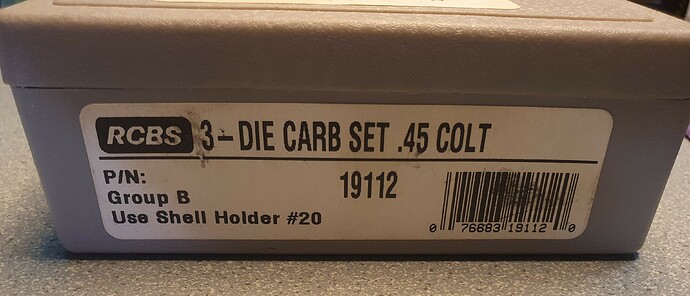 RCBS 3-DIE CARB SET .45 COLT
P/N: 19112
Group B
Use Shell Holder #20
0 76683 19112 0